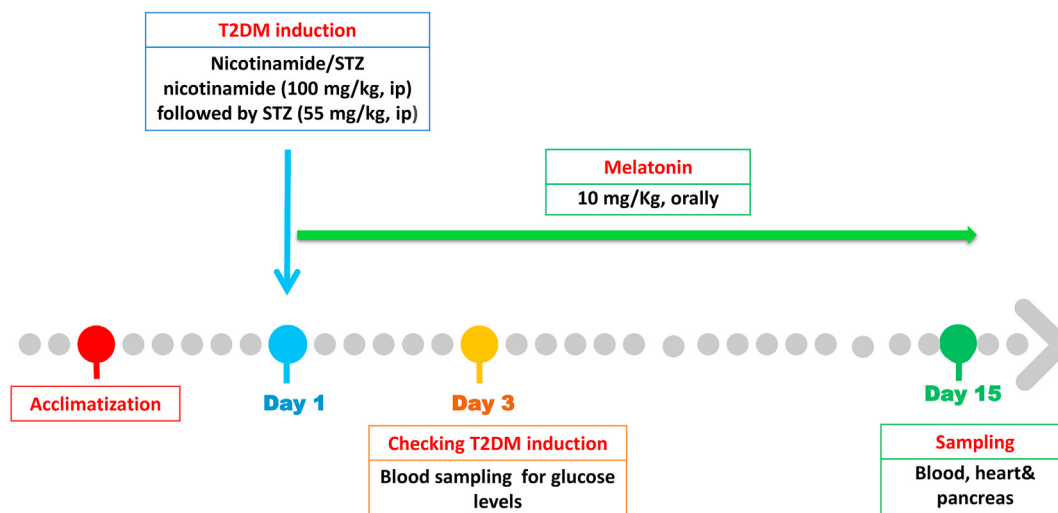 T2DM induction
Nicotinamide/STZ
nicotinamide (100 mg/kg, ip)
followed by STZ (55 mg/kg, ip)
Melatonin
10 mg/Kg, orally
Acclimatization
Day 1
Day 3
Day 15
Checking T2DM induction
Blood sampling for glucose
levels
Sampling
Blood, heart&
pancreas